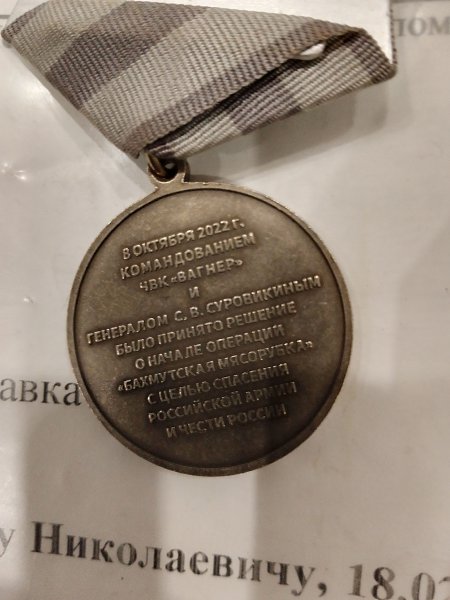 8 ОКТЯБРЯ 2022 Г.
КОМАНДОВАНИЕМ
ЧВК «ВАГНЕР»
И
ГЕНЕРАЛОМ С. В. СУРОВИКИНЫМ
БЫЛО ПРИНЯТО РЕШЕНИЕ
О НАЧАЛЕ ОПЕРАЦИИ
«БАХМУТСКАЯ МЯСОРУБКА»
С ЦЕЛЬЮ СПАСЕНИЯ
РОССИЙСКОЙ АРМИИ
И ЧЕСТИ РОССИИ
авка
у Николаевичу, 18.0